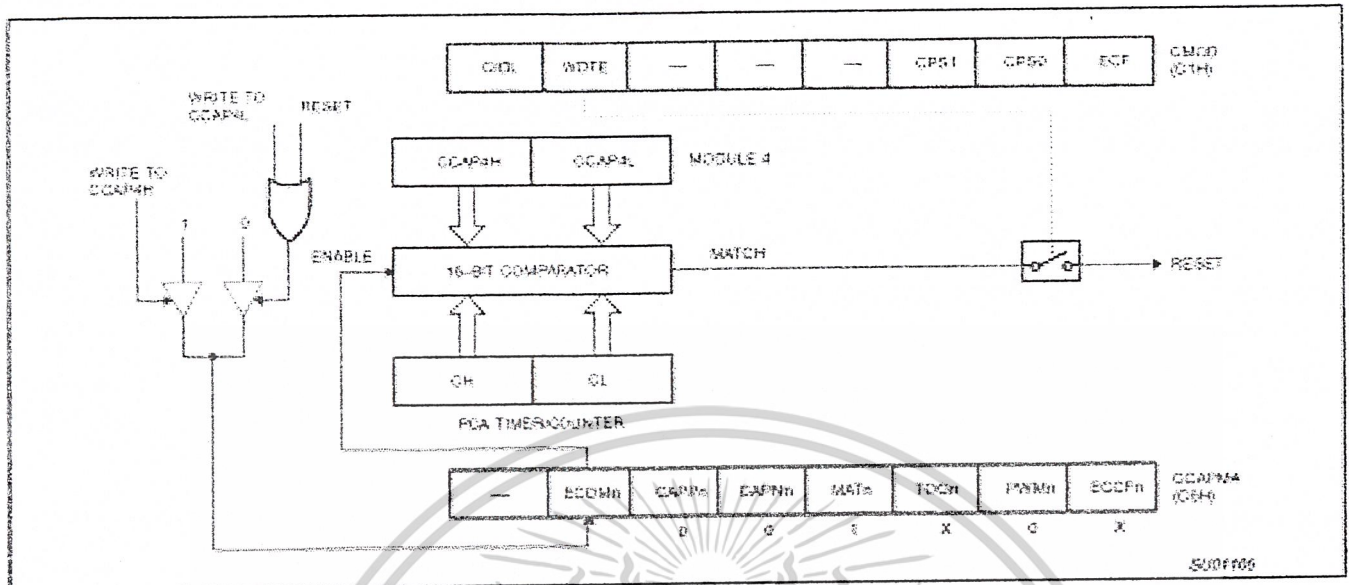 CIDL WDTE — — — CPS1 CPS0 ECF
CMOD
(C1H)
WRITE TO
CCAP4L
RESET
WRITE TO
CCAP4H
CCAP4H CCAP4L
MODULE 4
1
0
ENABLE
16-BIT COMPARATOR
MATCH
RESET
CH CL
PCA TIMER/COUNTER
— ECOMn CAPPn CAPNn MATn TOGn PWMn ECCFn
CCAPM4
0 0 X 0 X
SU01105